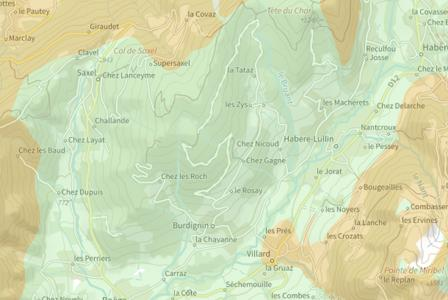 le Pautey
la Covaz
Tête du Char
la Covasse
Marclay
Giraudet
Clavel
Col de Saxel
Reculfou
Josse
Supersaxel
Saxel
Chez Lanceyme
la Tataz
D12
les Zysu
les Macherets
Chez Delarche
Challande
Nantcroux
Chez Layat
Chez Nicoud
Habère-Lullin
le Pessey
Chez les Baud
Chez Gagne
Chez les Roch
le Jorat
Chez Dupuis
le Rosay
Bougeailles
les Noyers
Combasser
les Ervines
Burdignin
la Lanche
la Chavanne
les Prés
les Crozats
les Perriers
Villard
Carraz
la Gruaz
Pointe de Miribel
le Replan
Séchemouille
la Côte
les Combes